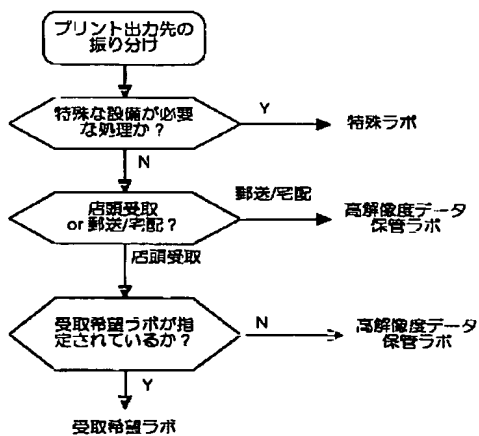 プリント出力先の
振り分け
特殊な設備が必要
な処理か？
Y
特殊ラボ
N
店頭受取
or 郵送/宅配？
郵送/宅配
高解像度データ
保管ラボ
店頭受取
受取希望ラボが指
定されているか？
N
高解像度データ
保管ラボ
Y
受取希望ラボ